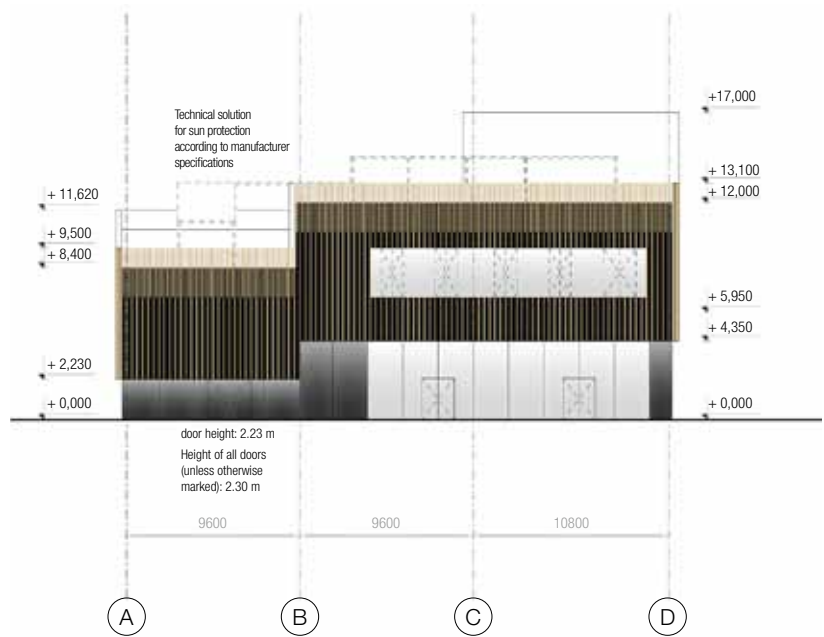 +17,000
Technical solution
for sun protection
according to manufacturer
specifications
+13,100
+ 12,000
+ 11,620
+ 9,500
+ 8,400
+ 5,950
+ 4,350
+ 2,230
+ 0,000
+ 0,000
door height: 2.23 m
Height of all doors
(unless otherwise
marked): 2.30 m
9600
9600
10800
A
B
C
D